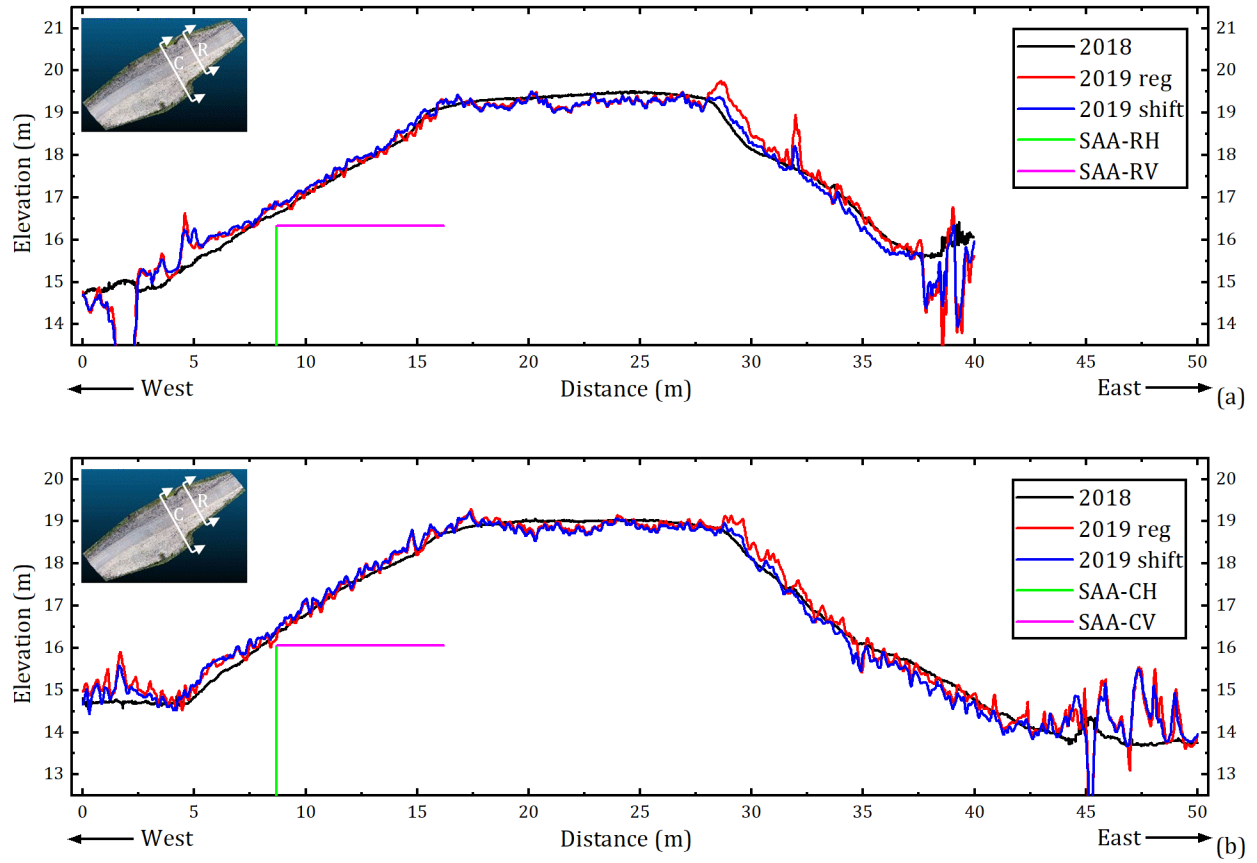 21 21
20 20
19 19
18 18
17 17
16 16
15 15
14 14
Elevation (m)
C R
2018
2019 reg
2019 shift
SAA-RH
SAA-RV
0 5 10 15 20 25 30 35 40 45 50
West Distance (m) East (a)
20 20
19 19
18 18
17 17
16 16
15 15
14 14
13 13
Elevation (m)
C R
2018
2019 reg
2019 shift
SAA-CH
SAA-CV
0 5 10 15 20 25 30 35 40 45 50
West Distance (m) East (b)